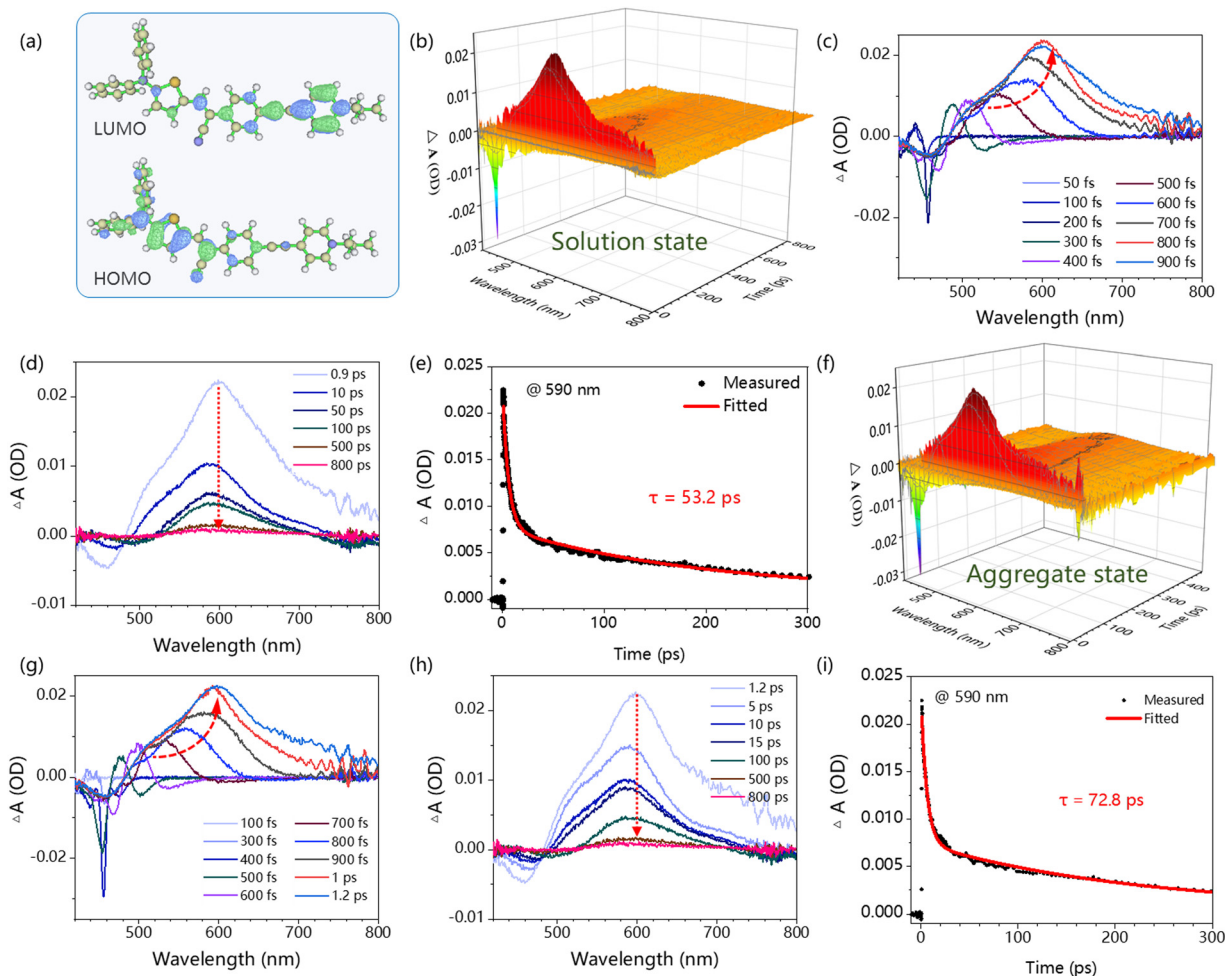 (a)
LUMO
HOMO
(b)
0.02
0.01
0.00
-0.01
-0.02
-0.03
△ A (OD)
Solution state
500
600
700
800
Wavelength (nm)
0
200
400
600
800
Time (ps)
(c)
0.02
0.00
-0.02
△ A (OD)
50 fs
100 fs
200 fs
300 fs
400 fs
500 fs
600 fs
700 fs
800 fs
900 fs
500 600 700 800
Wavelength (nm)
(d)
0.02
0.01
0.00
-0.01
△ A (OD)
0.9 ps
10 ps
50 ps
100 ps
500 ps
800 ps
500 600 700 800
Wavelength (nm)
(e)
0.025
0.020
0.015
0.010
0.005
0.000
△ A (OD)
@ 590 nm
Measured
Fitted
τ = 53.2 ps
0 100 200 300
Time (ps)
(f)
0.02
0.01
0.00
-0.01
-0.02
-0.03
△ A (OD)
Aggregate state
500
600
700
800
Wavelength (nm)
0
100
200
300
400
Time (ps)
(g)
0.02
0.00
-0.02
△ A (OD)
100 fs
300 fs
400 fs
500 fs
600 fs
700 fs
800 fs
900 fs
1 ps
1.2 ps
500 600 700 800
Wavelength (nm)
(h)
0.02
0.01
0.00
-0.01
△ A (OD)
1.2 ps
5 ps
10 ps
15 ps
100 ps
500 ps
800 ps
500 600 700 800
Wavelength (nm)
(i)
0.025
0.020
0.015
0.010
0.005
0.000
△ A (OD)
@ 590 nm
Measured
Fitted
τ = 72.8 ps
0 100 200 300
Time (ps)